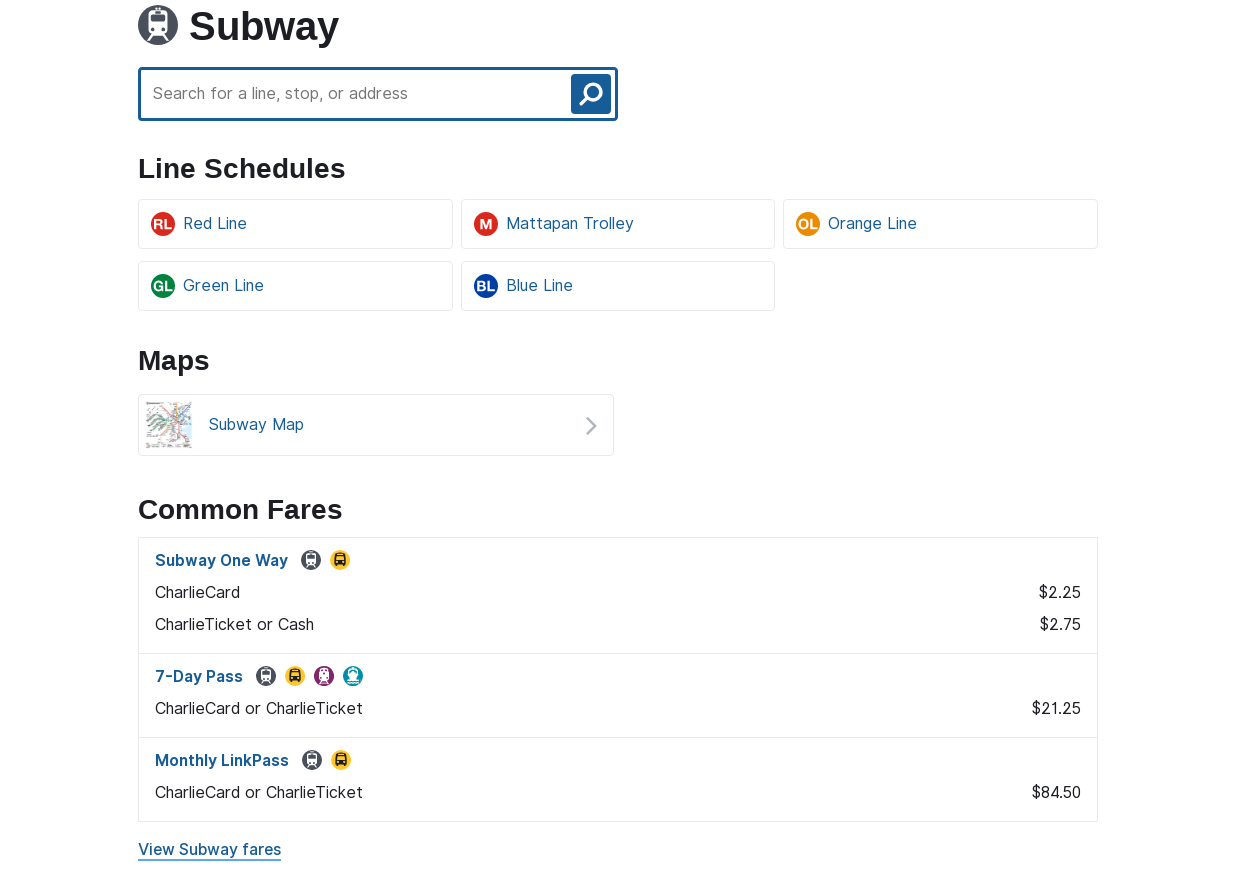 Subway
Search for a line, stop, or address
Line Schedules
RL Red Line
M Mattapan Trolley
OL Orange Line
GL Green Line
BL Blue Line
Maps
Subway Map
Common Fares
Subway One Way
CharlieCard $2.25
CharlieTicket or Cash $2.75
7-Day Pass
CharlieCard or CharlieTicket $21.25
Monthly LinkPass
CharlieCard or CharlieTicket $84.50
View Subway fares